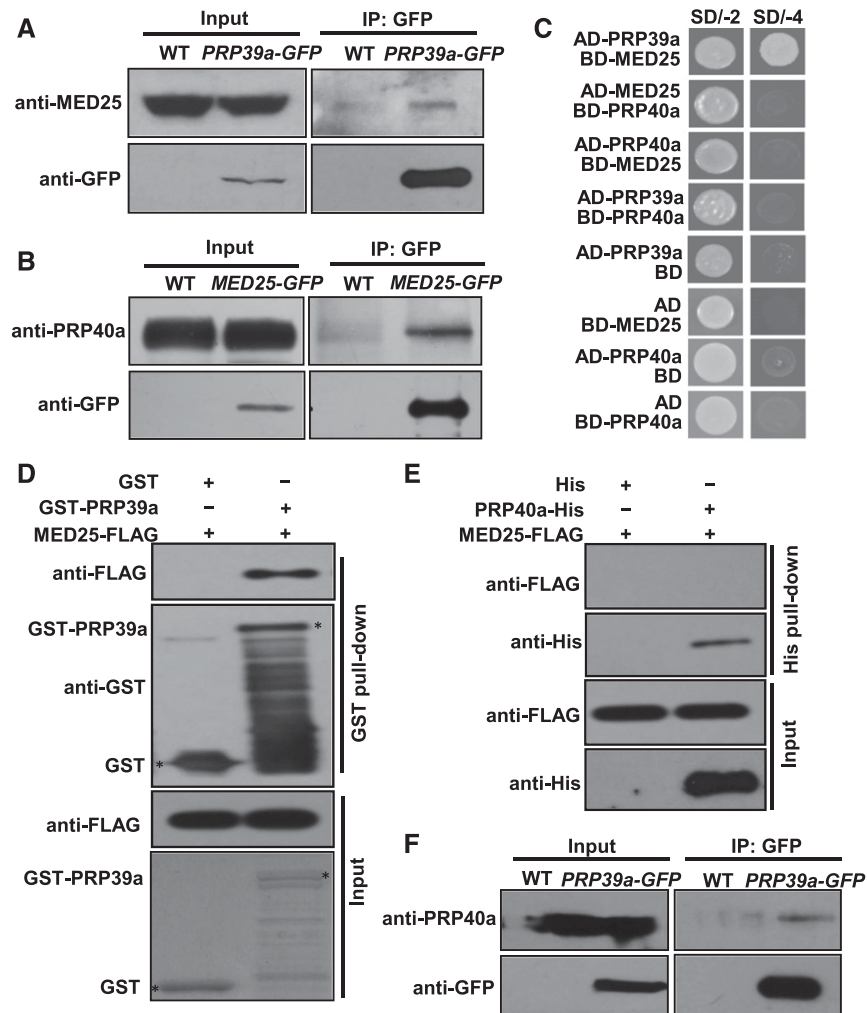 A
Input
IP: GFP
WT PRP39a-GFP
WT PRP39a-GFP
anti-MED25
anti-GFP
B
Input
IP: GFP
WT MED25-GFP
WT MED25-GFP
anti-PRP40a
anti-GFP
C
SD/-2 SD/-4
AD-PRP39a
BD-MED25
AD-MED25
BD-PRP40a
AD-PRP40a
BD-MED25
AD-PRP39a
BD-PRP40a
AD-PRP39a
BD
AD
BD-MED25
AD-PRP40a
BD
AD
BD-PRP40a
D
GST + –
GST-PRP39a – +
MED25-FLAG + +
anti-FLAG
GST-PRP39a *
anti-GST
GST *
GST pull-down
anti-FLAG
GST-PRP39a *
GST *
Input
E
His + –
PRP40a-His – +
MED25-FLAG + +
anti-FLAG
anti-His
His pull-down
anti-FLAG
anti-His
Input
F
Input
IP: GFP
WT PRP39a-GFP
WT PRP39a-GFP
anti-PRP40a
anti-GFP